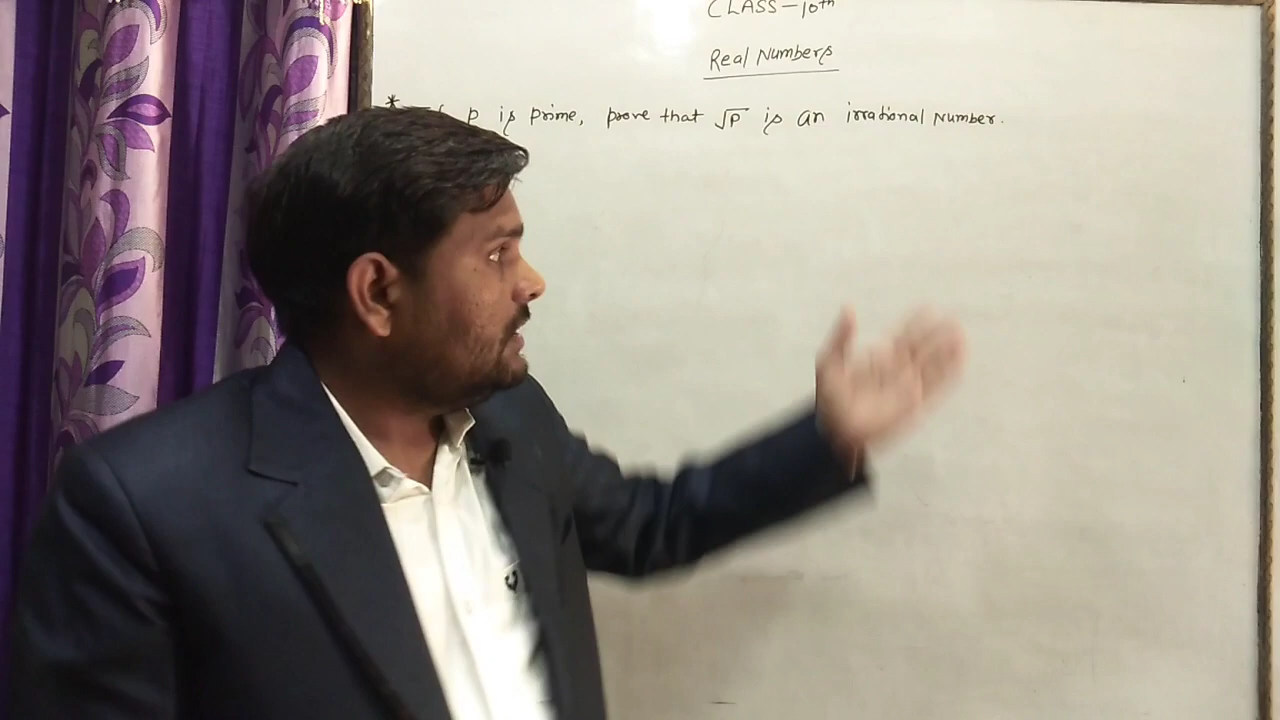 CLASS-10th
Real Numbers
* P is prime, prove that √P is an irrational Number.